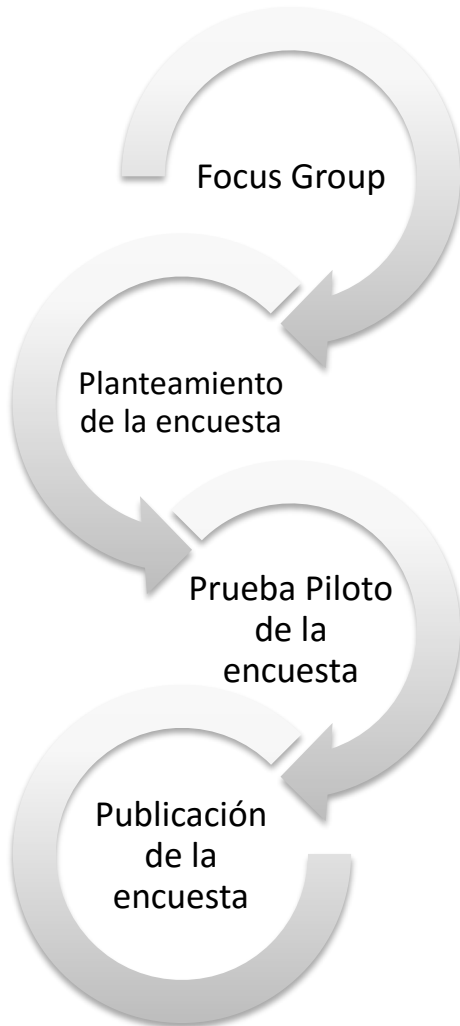 Focus Group
Planteamiento
de la encuesta
Prueba Piloto
de la
encuesta
Publicación
de la
encuesta